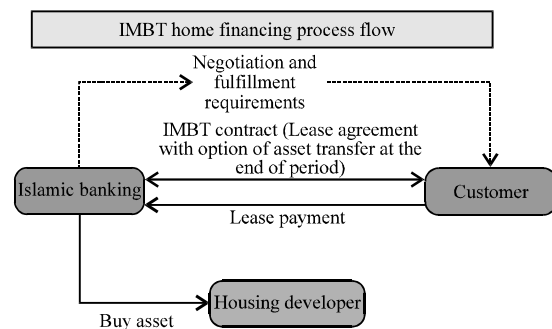 IMBT home financing process flow
Negotiation and
fulfillment
requirements
IMBT contract (Lease agreement
with option of asset transfer at the
end of period)
Islamic banking
Customer
Lease payment
Housing developer
Buy asset